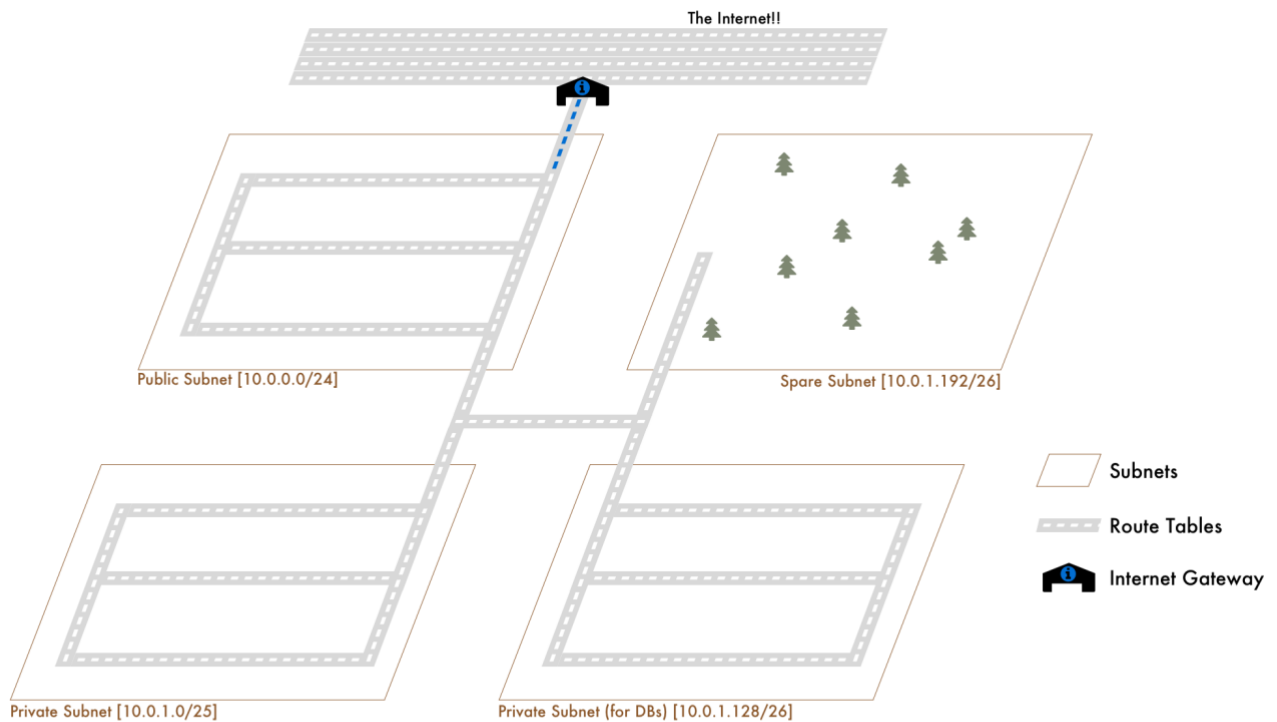 The Internet!!
Public Subnet [10.0.0.0/24]
Spare Subnet [10.0.1.192/26]
Subnets
Route Tables
Internet Gateway
Private Subnet [10.0.1.0/25]
Private Subnet (for DBs) [10.0.1.128/26]